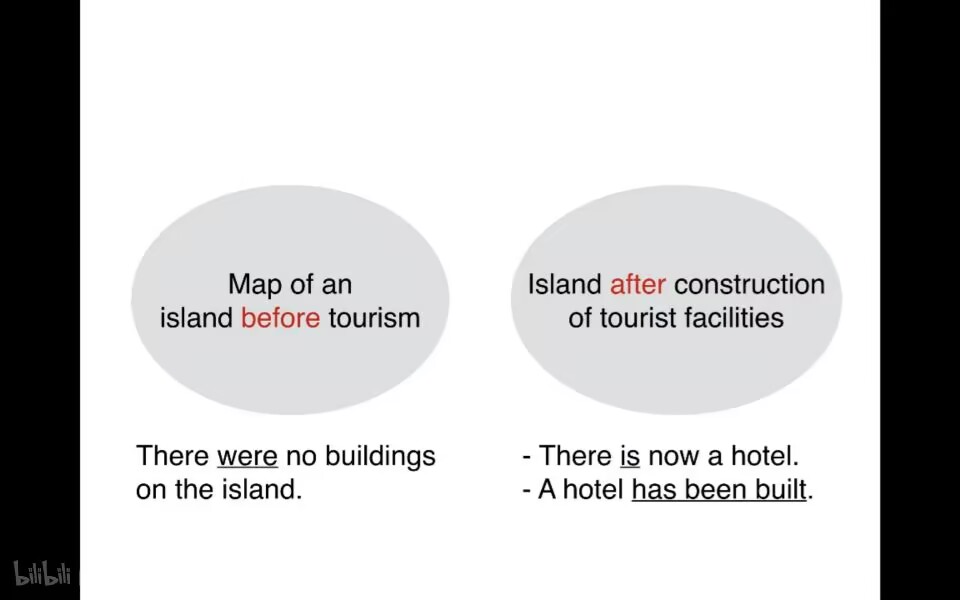 Map of an
island before tourism
Island after construction
of tourist facilities
There were no buildings
on the island.
- There is now a hotel.
- A hotel has been built.
bilibili